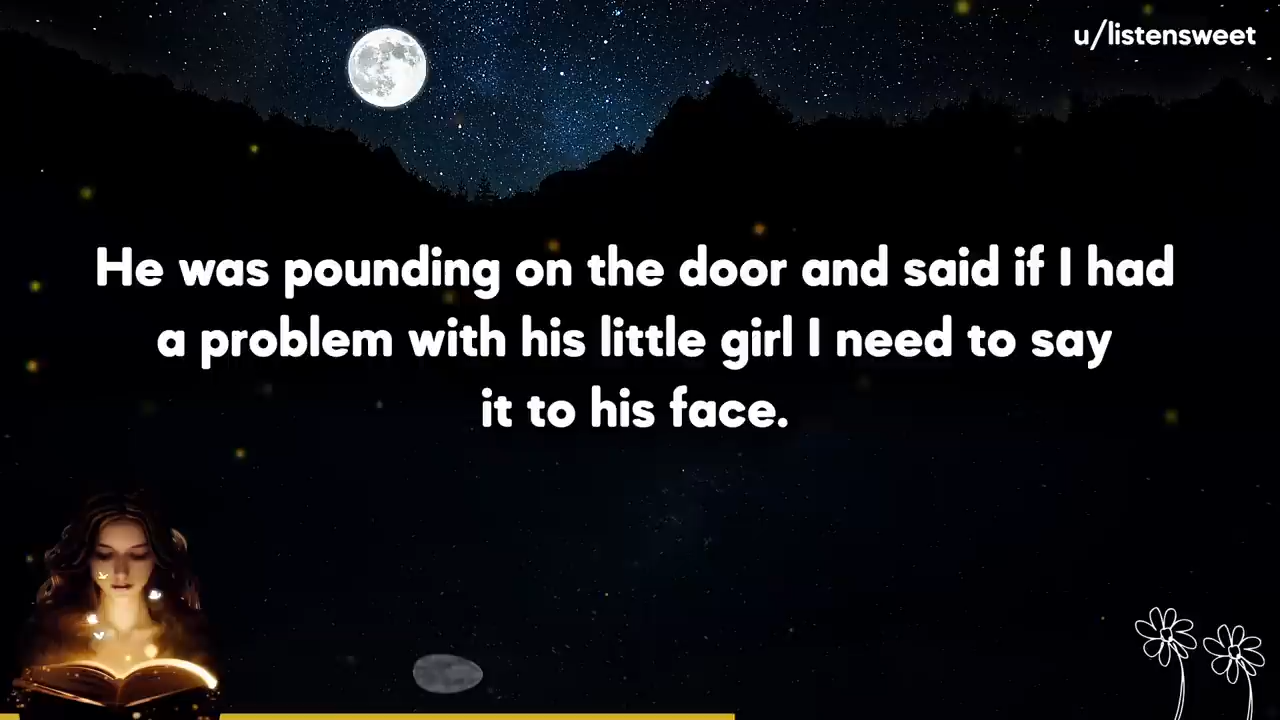 u/listensweet
He was pounding on the door and said if I had
a problem with his little girl I need to say
it to his face.